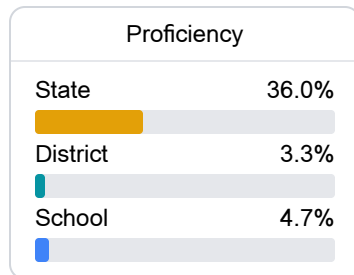 Proficiency
State 36.0%
District 3.3%
School 4.7%